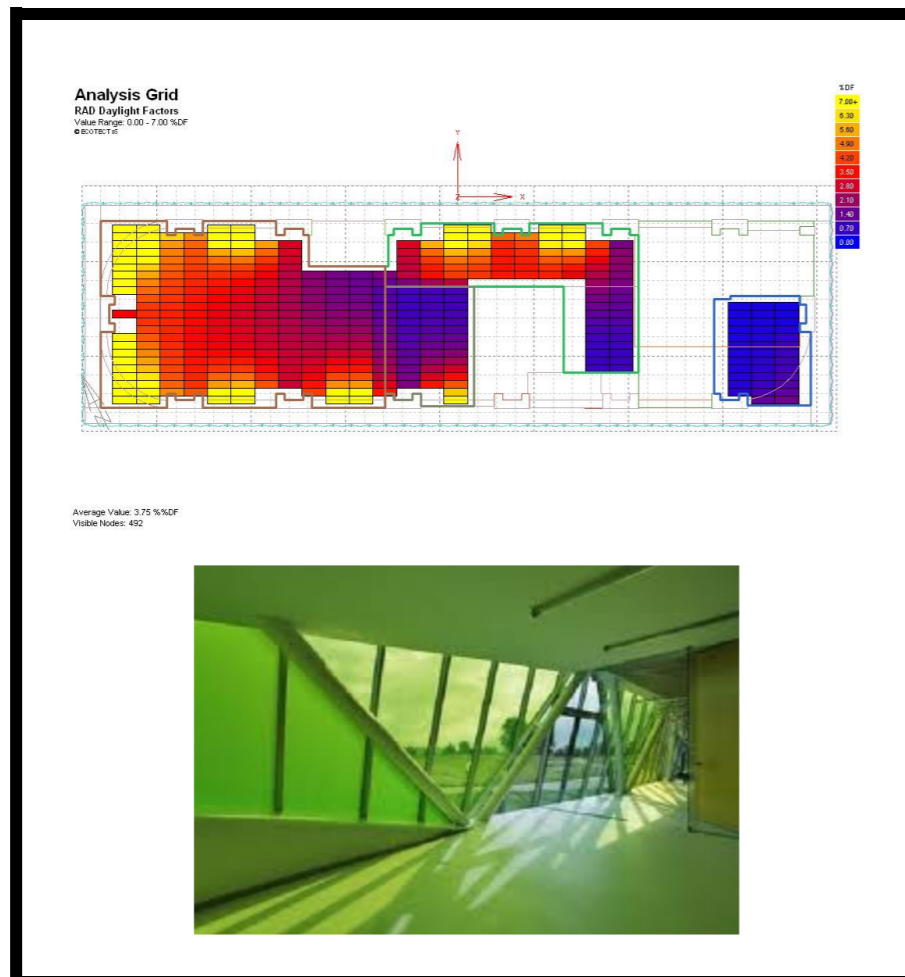 Analysis Grid
RAD Daylight Factors
Value Range: 0.00 - 7.00 %DF
© ECOTECT v5
%DF
7.00+
6.30
5.60
4.90
4.20
3.50
2.80
2.10
1.40
0.70
0.00
Y
Z
X
Average Value: 3.75 %%DF
Visible Nodes: 492